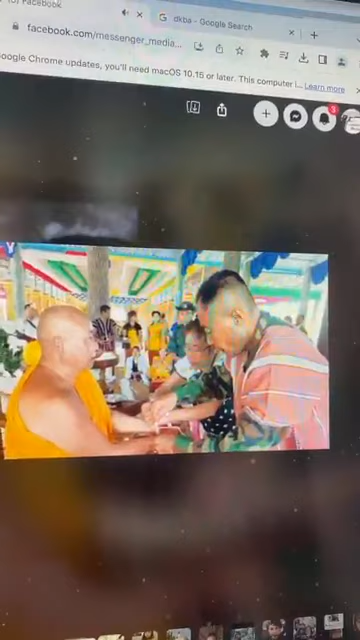 Facebook
dkba - Google Search
facebook.com/messenger_media...
oogle Chrome updates, you'll need macOS 10.15 or later. This computer i... Learn more
Y